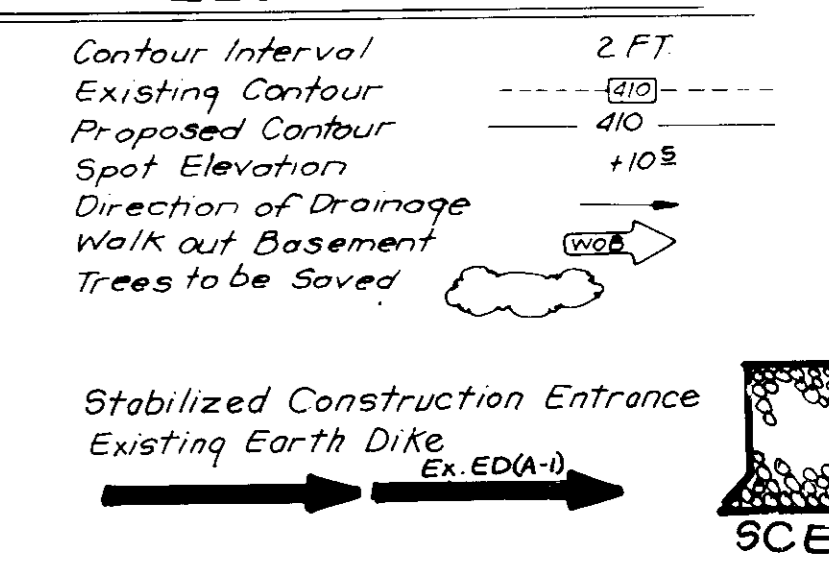 Contour Interval 2 FT.
Existing Contour 410
Proposed Contour 410
Spot Elevation +10 5
Direction of Drainage
Walk out Basement WOB
Trees to be Saved
Stabilized Construction Entrance
Existing Earth Dike
Ex. ED(A-1)
SCE